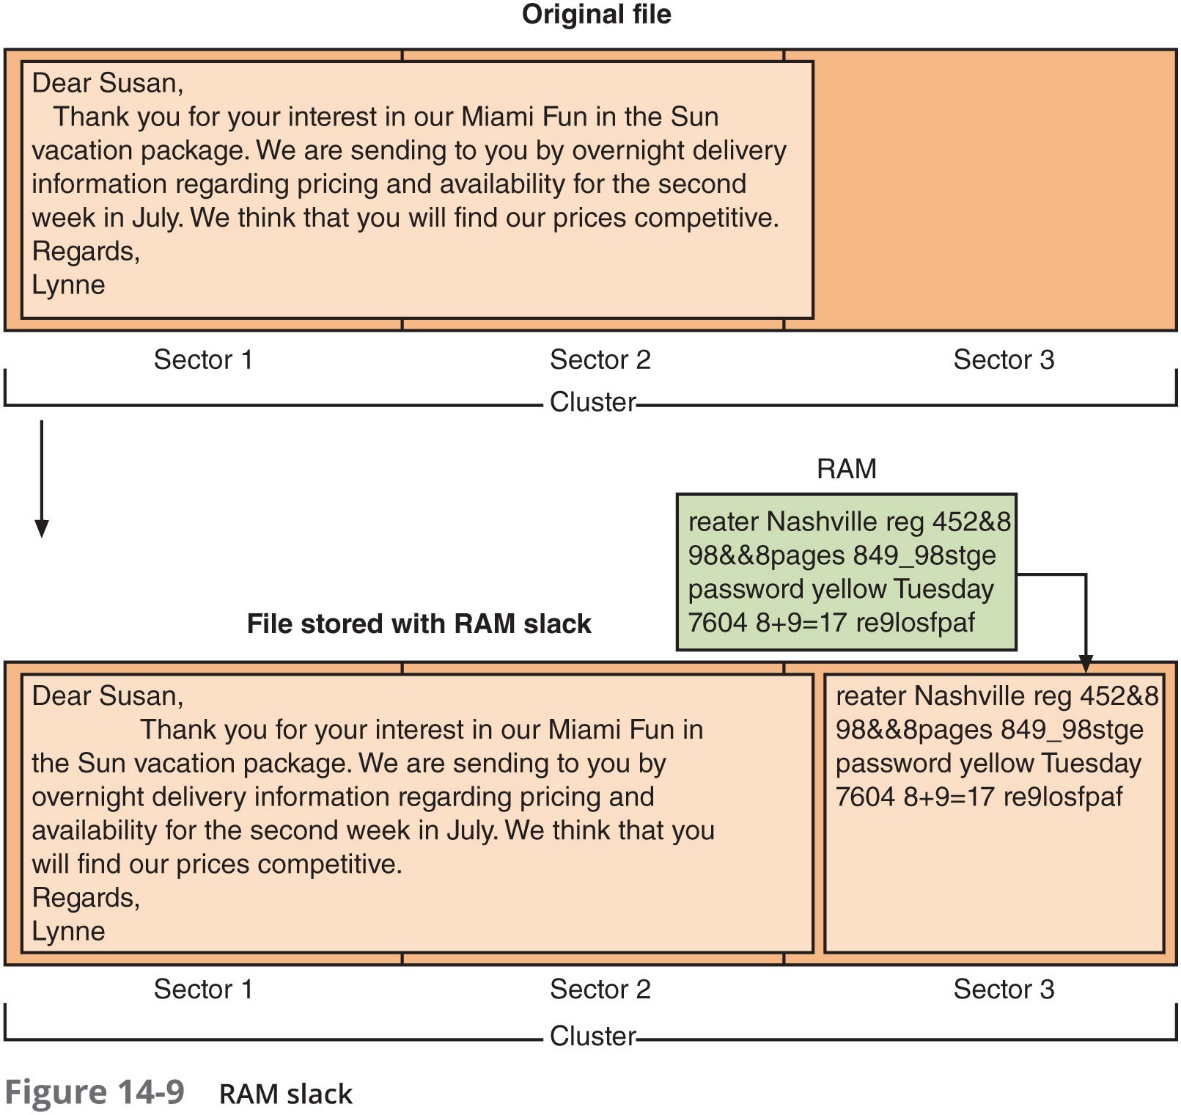 Original file
Dear Susan,
Thank you for your interest in our Miami Fun in the Sun
vacation package. We are sending to you by overnight delivery
information regarding pricing and availability for the second
week in July. We think that you will find our prices competitive.
Regards,
Lynne
Sector 1
Sector 2
Sector 3
Cluster
RAM
reater Nashville reg 452&8
98&&8pages 849_98stge
password yellow Tuesday
7604 8+9=17 re9losfpaf
File stored with RAM slack
Dear Susan,
Thank you for your interest in our Miami Fun in
the Sun vacation package. We are sending to you by
overnight delivery information regarding pricing and
availability for the second week in July. We think that you
will find our prices competitive.
Regards,
Lynne
reater Nashville reg 452&8
98&&8pages 849_98stge
password yellow Tuesday
7604 8+9=17 re9losfpaf
Sector 1
Sector 2
Sector 3
Cluster
Figure 14-9 RAM slack